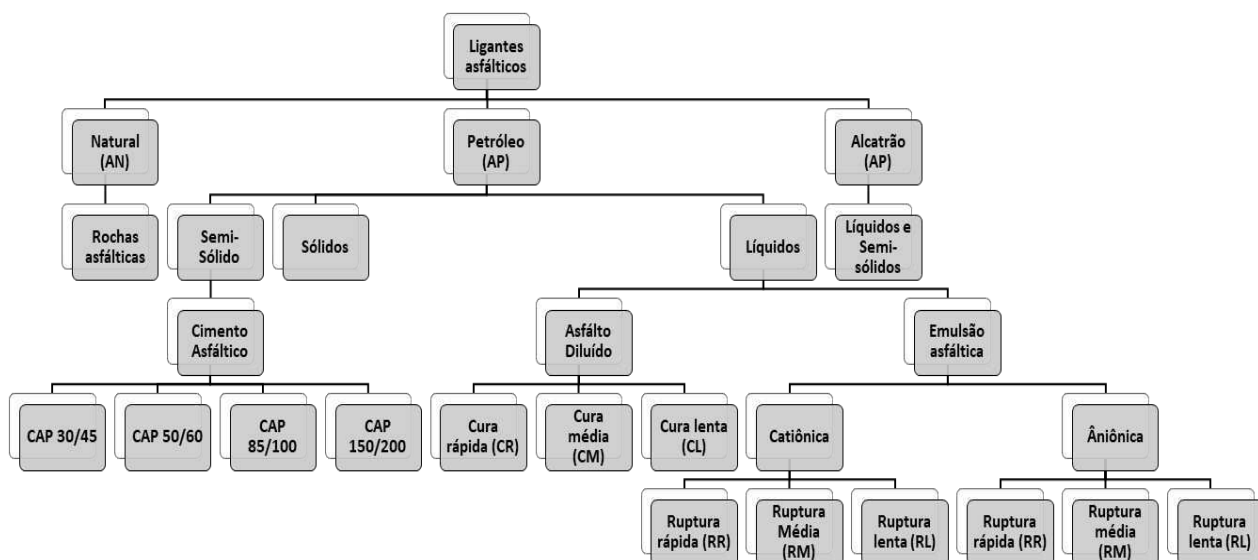 Ligantes
asfálticos
Natural
(AN)
Petróleo
(AP)
Alcatrão
(AP)
Rochas
asfálticas
Semi-
Sólido
Sólidos
Líquidos
Líquidos e
Semi-
sólidos
Cimento
Asfáltico
Asfálto
Diluído
Emulsão
asfáltica
CAP 30/45
CAP 50/60
CAP
85/100
CAP
150/200
Cura
rápida (CR)
Cura
média
(CM)
Cura lenta
(CL)
Catiônica
Âniônica
Ruptura
rápida (RR)
Ruptura
Média
(RM)
Ruptura
lenta (RL)
Ruptura
rápida (RR)
Ruptura
média
(RM)
Ruptura
lenta (RL)